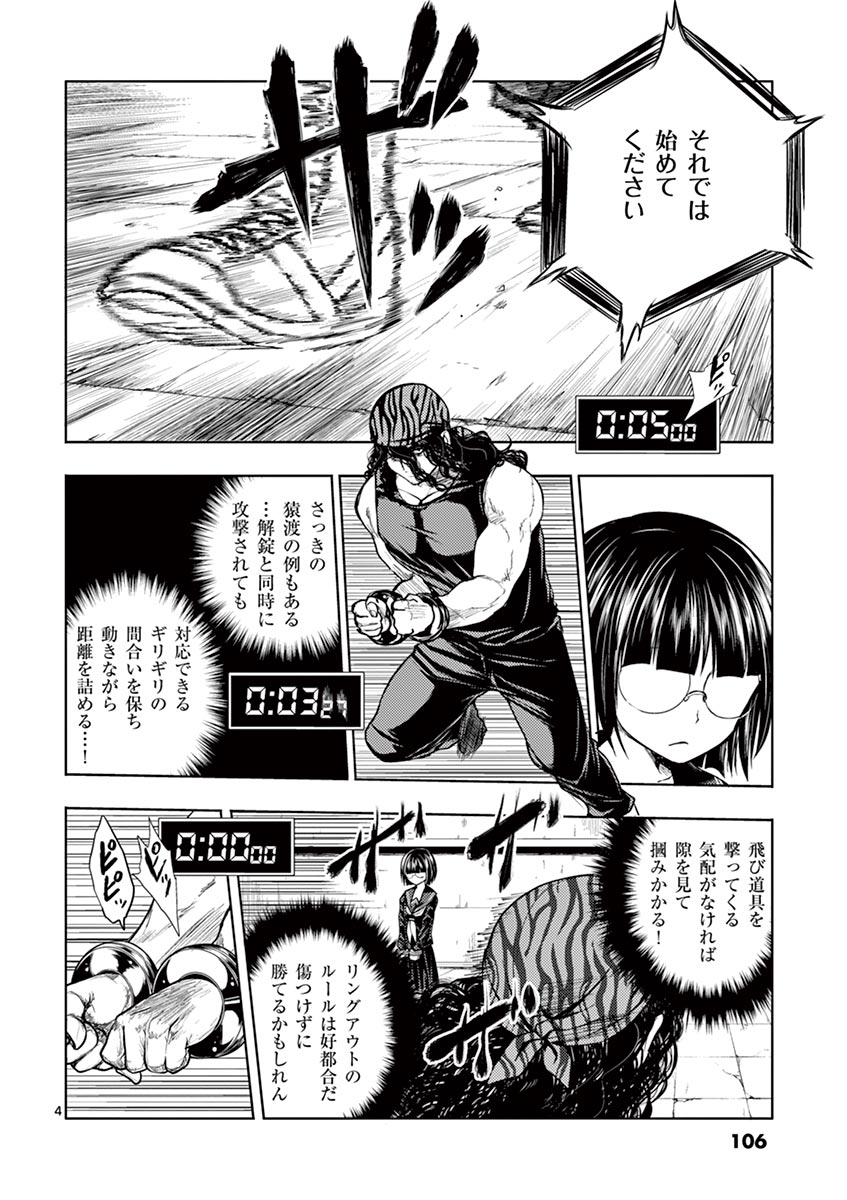 それでは
始めて
ください
ザッ
ピッ
0:05 00
さっきの
猿渡の例もある
…解錠と同時に
攻撃されても
対応できる
ギリギリの
間合いを保ち
動きながら
距離を詰める…！
0:03
飛び道具を
撃ってくる
気配がなければ
隙を見て
摑みかかる！
ザッ
ザッ
ザッ
リングアウトの
ルールは好都合だ
傷つけずに
勝てるかもしれん
0:00 00
ピピッ
ピピッ
4
106